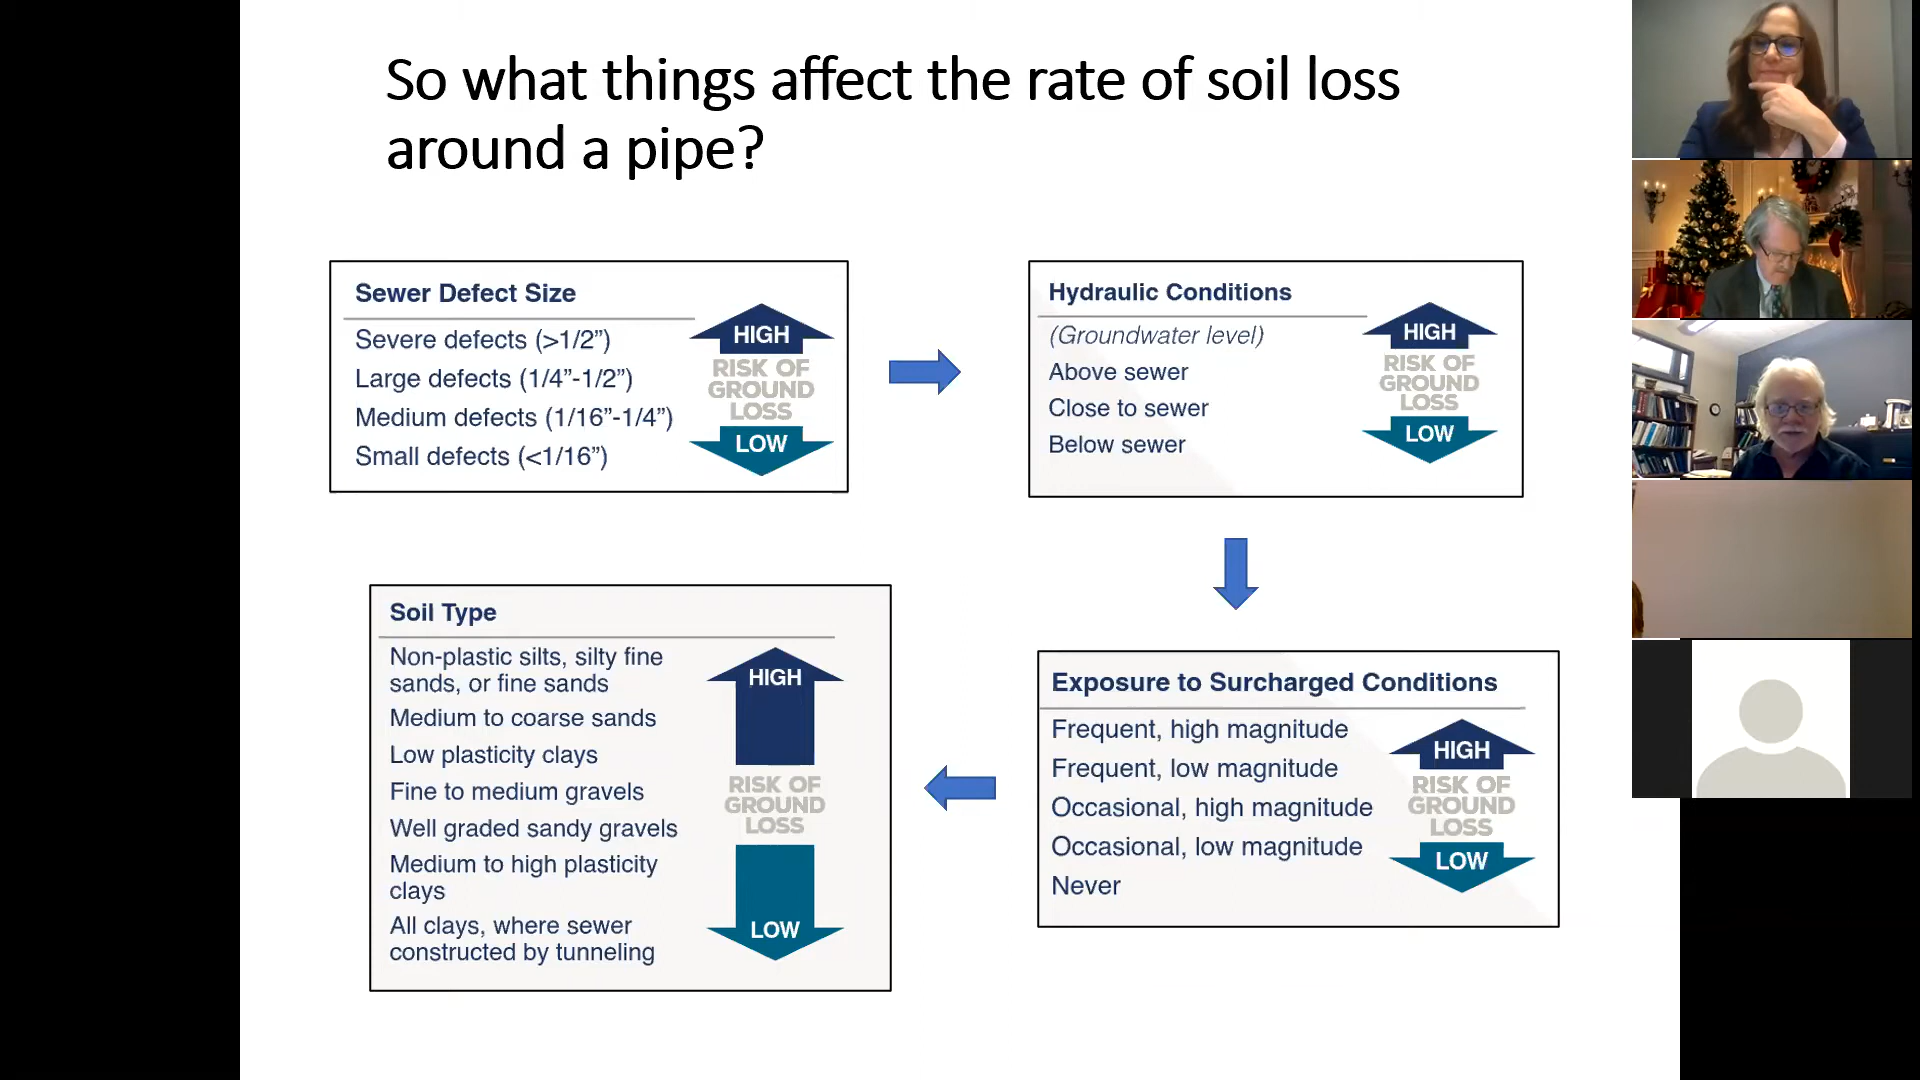 So what things affect the rate of soil loss
around a pipe?
Sewer Defect Size
Severe defects (>1/2”)
Large defects (1/4”-1/2”)
Medium defects (1/16”-1/4”)
Small defects (<1/16”)
HIGH
RISK OF
GROUND
LOSS
LOW
Hydraulic Conditions
(Groundwater level)
Above sewer
Close to sewer
Below sewer
HIGH
RISK OF
GROUND
LOSS
LOW
Exposure to Surcharged Conditions
Frequent, high magnitude
Frequent, low magnitude
Occasional, high magnitude
Occasional, low magnitude
Never
HIGH
RISK OF
GROUND
LOSS
LOW
Soil Type
Non-plastic silts, silty fine
sands, or fine sands
Medium to coarse sands
Low plasticity clays
Fine to medium gravels
Well graded sandy gravels
Medium to high plasticity
clays
All clays, where sewer
constructed by tunneling
HIGH
RISK OF
GROUND
LOSS
LOW